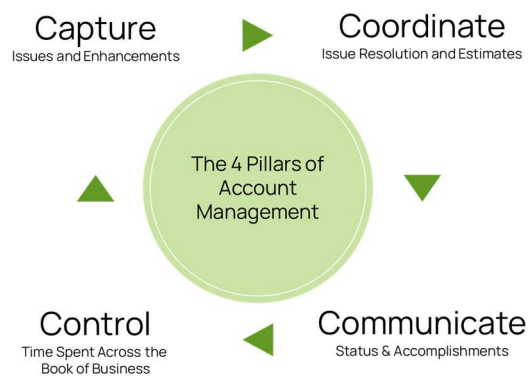 Capture
Issues and Enhancements
Coordinate
Issue Resolution and Estimates
The 4 Pillars of
Account
Management
Control
Time Spent Across the
Book of Business
Communicate
Status & Accomplishments